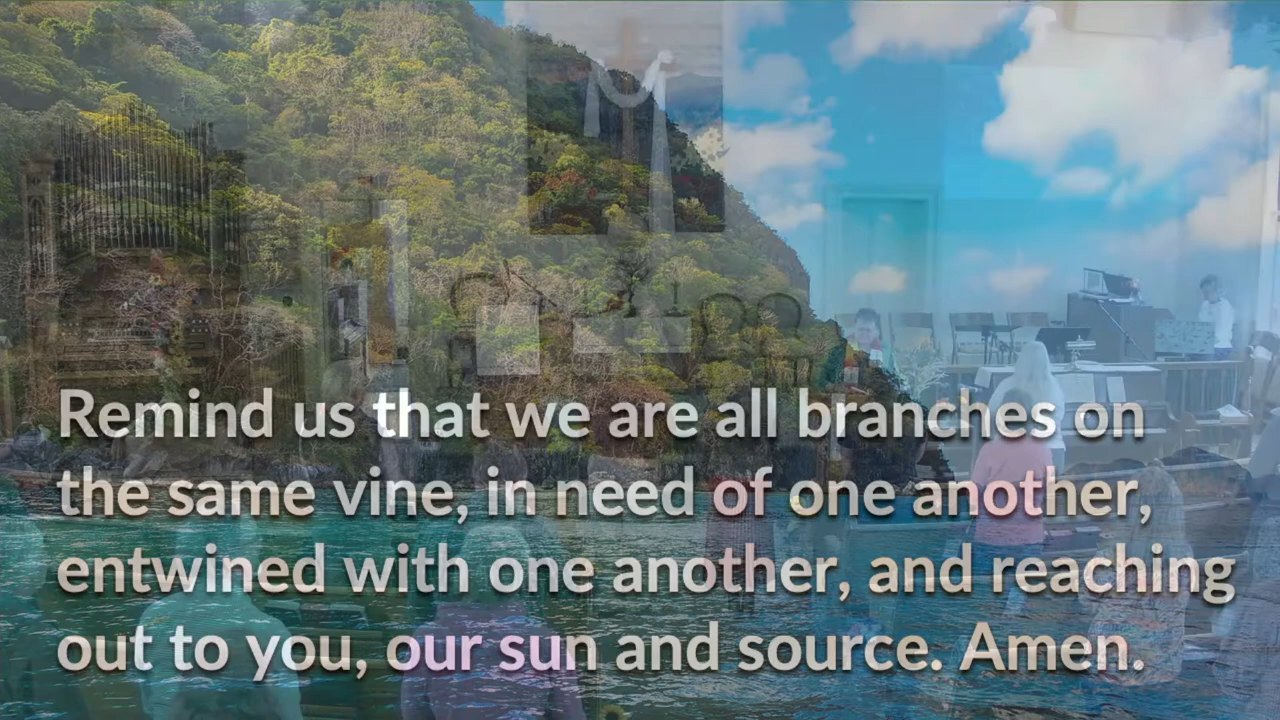 Remind us that we are all branches on
the same vine, in need of one another,
entwined with one another, and reaching
out to you, our sun and source. Amen.